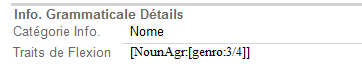 Info. Grammaticale Détails
Catégorie Info. Nome
Traits de Flexion [NounAgr:[genro:3/4]]